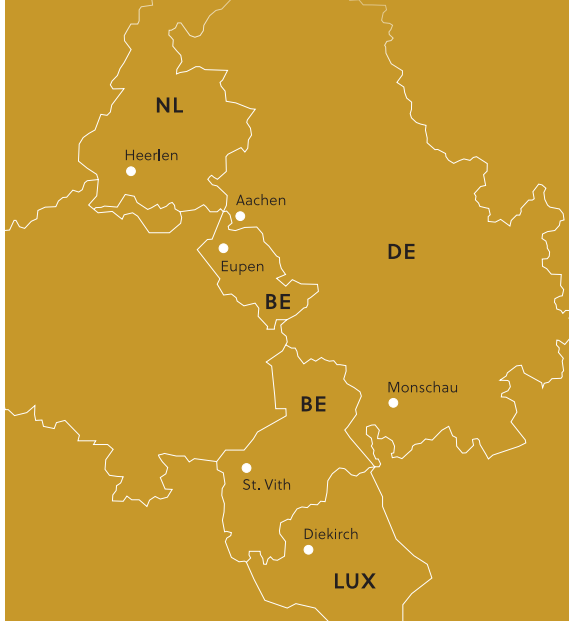 NL
Heerlen
Aachen
DE
Eupen
BE
Monschau
BE
St. Vith
Diekirch
LUX